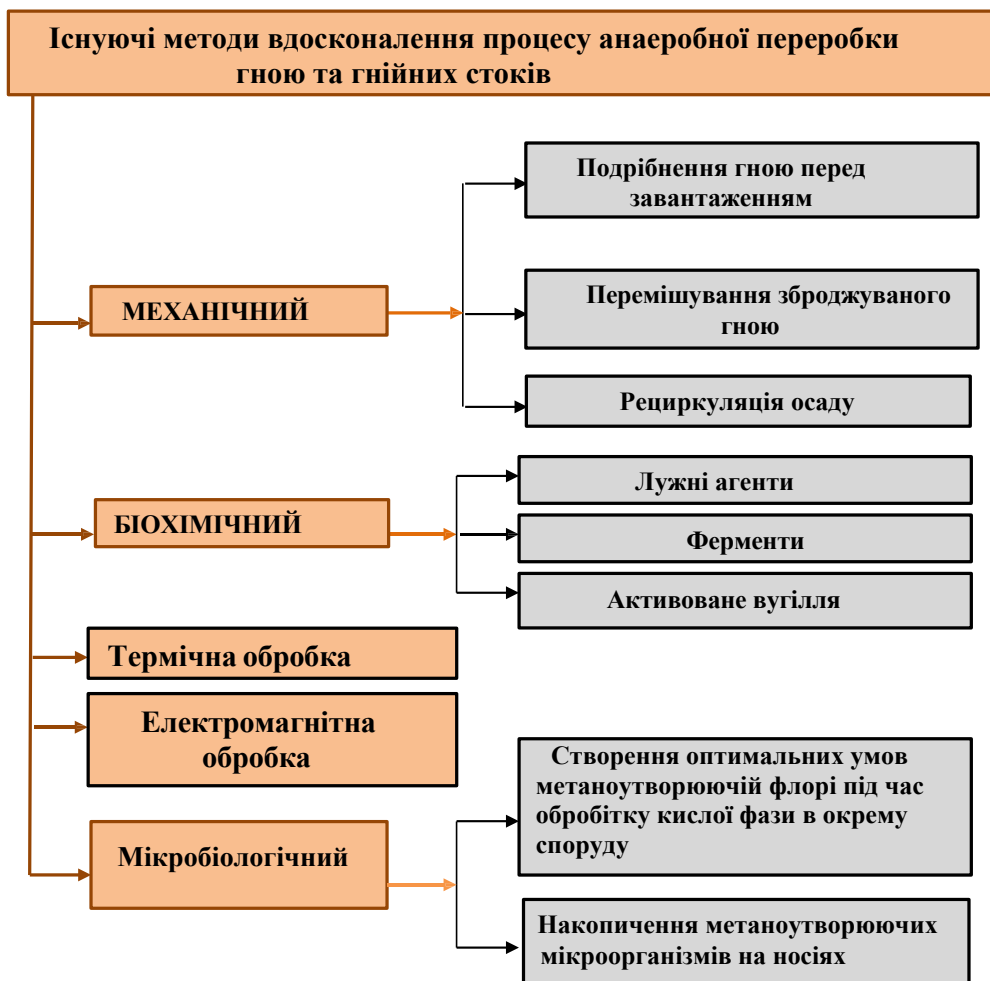 Існуючі методи вдосконалення процесу анаеробної переробки
гною та гнійних стоків
МЕХАНІЧНИЙ
Подрібнення гною перед
завантаженням
Перемішування зброджуваного
гною
Рециркуляція осаду
БІОХІМІЧНИЙ
Лужні агенти
Ферменти
Активоване вугілля
Термічна обробка
Електромагнітна
обробка
Мікробіологічний
Створення оптимальних умов
метаноутворюючій флорі під час
обробітку кислої фази в окрему
споруду
Накопичення метаноутворюючих
мікроорганізмів на носіях